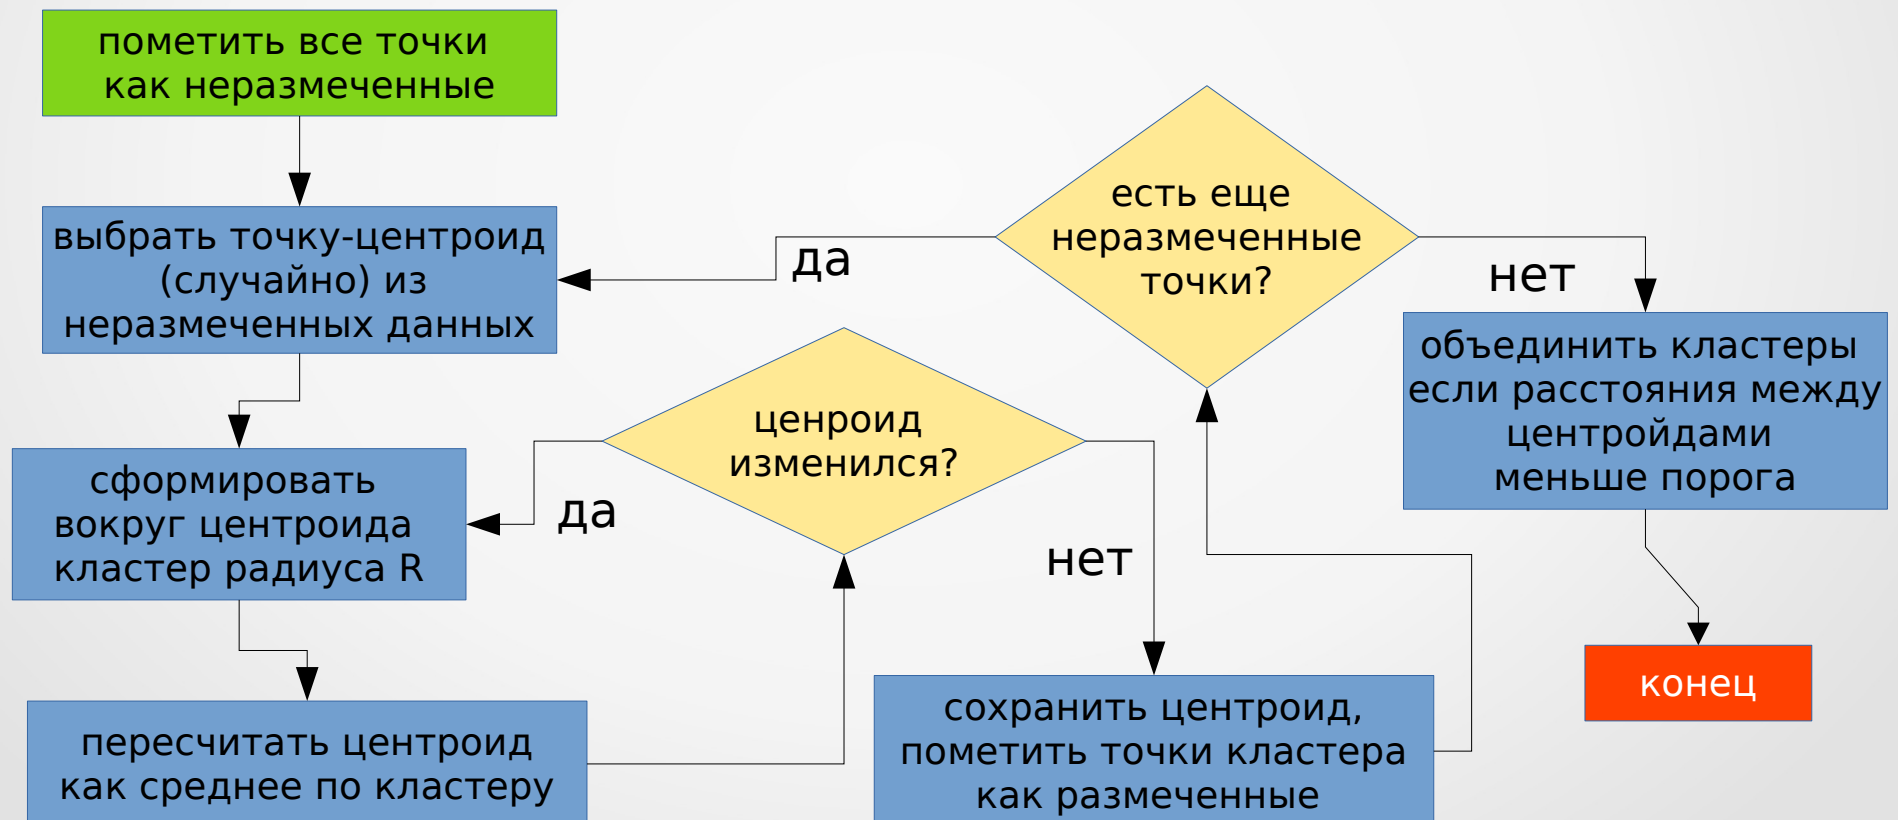 пометить все точки
как неразмеченные
выбрать точку-центроид
(случайно) из
неразмеченных данных
сформировать
вокруг центроида
кластер радиуса R
пересчитать центроид
как среднее по кластеру
ценроид
изменился?
да
нет
сохранить центроид,
пометить точки кластера
как размеченные
есть еще
неразмеченные
точки?
да
нет
объединить кластеры
если расстояния между
центройдами
меньше порога
конец